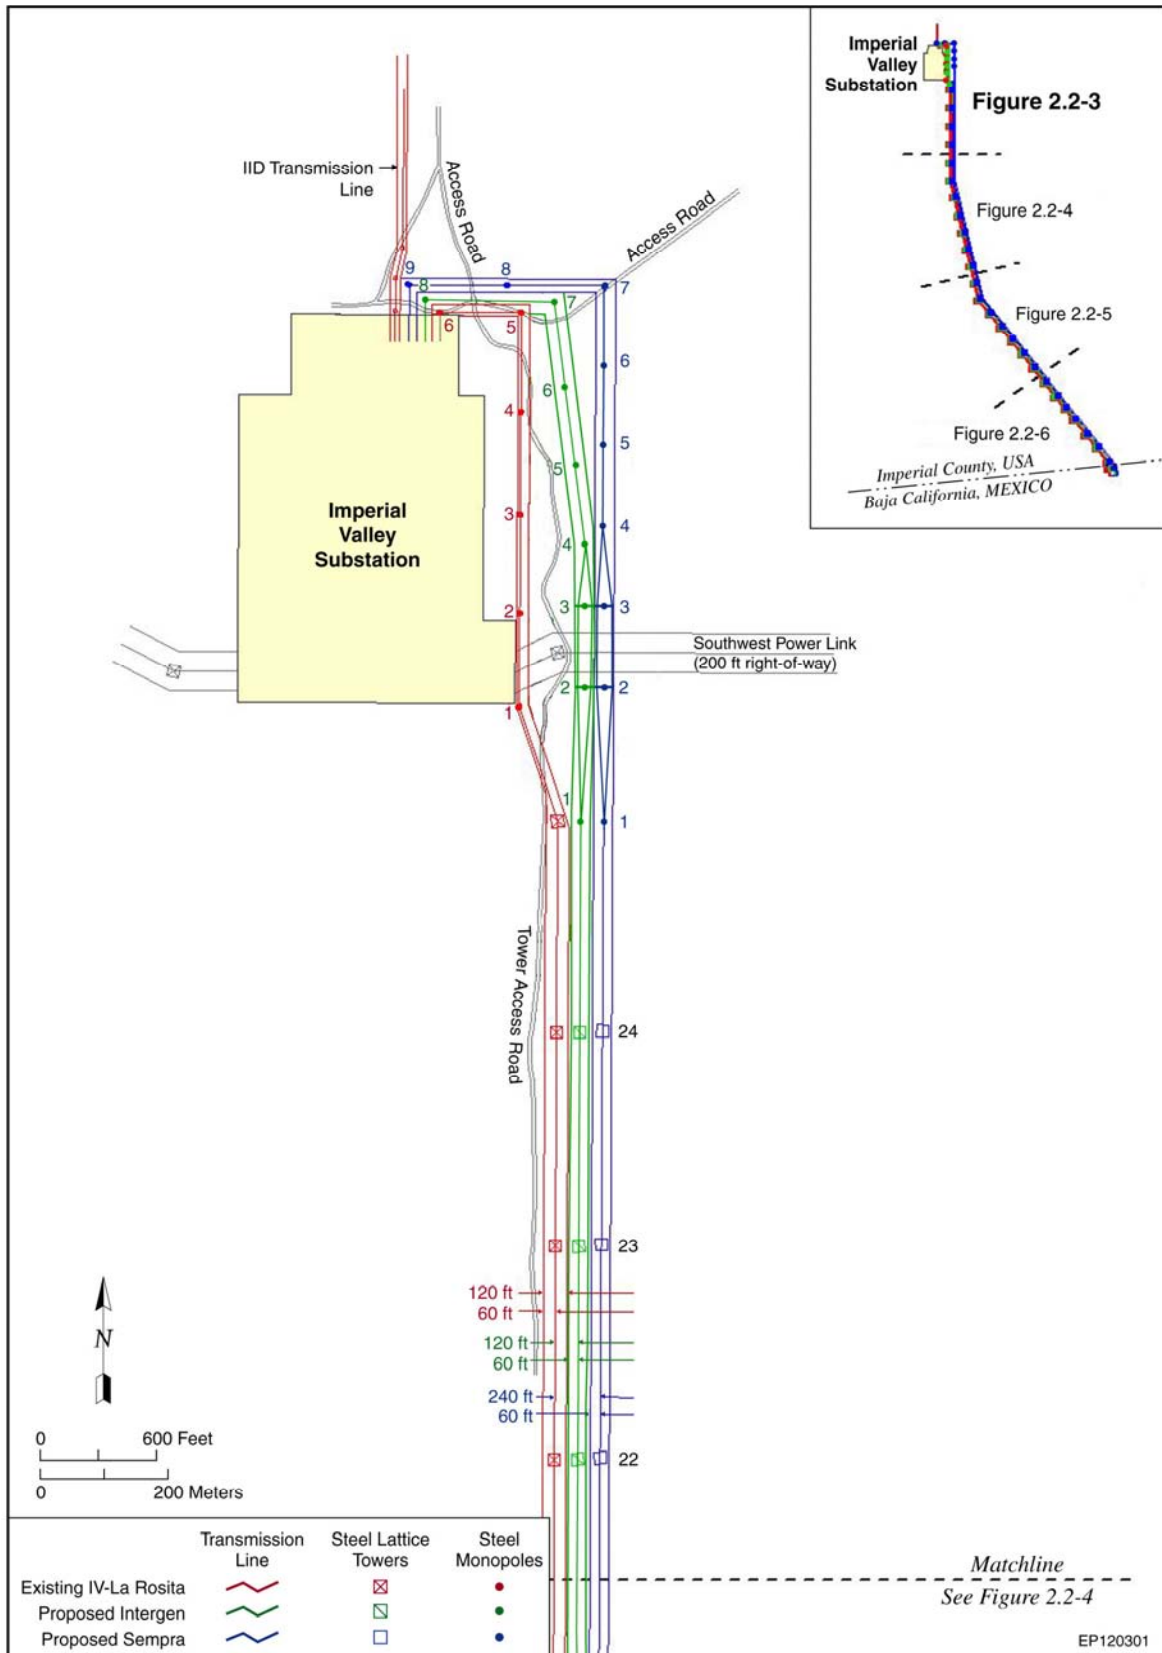 Imperial
Valley
Substation
Figure 2.2-3
Figure 2.2-4
Figure 2.2-5
Figure 2.2-6
Imperial County, USA
Baja California, MEXICO
IID Transmission
Line
Access Road
Access Road
9
8
8
7
7
6
5
6
6
4
5
5
3
4
4
Imperial
Valley
Substation
2
3
3
Southwest Power Link
(200 ft right-of-way)
2
2
1
1
1
Tower Access Road
24
23
120 ft
60 ft
120 ft
60 ft
240 ft
60 ft
22
N
0 600 Feet
0 200 Meters
Transmission
Line
Steel Lattice
Towers
Steel
Monopoles
Existing IV-La Rosita
Proposed Intergen
Proposed Sempra
Matchline
See Figure 2.2-4
EP120301